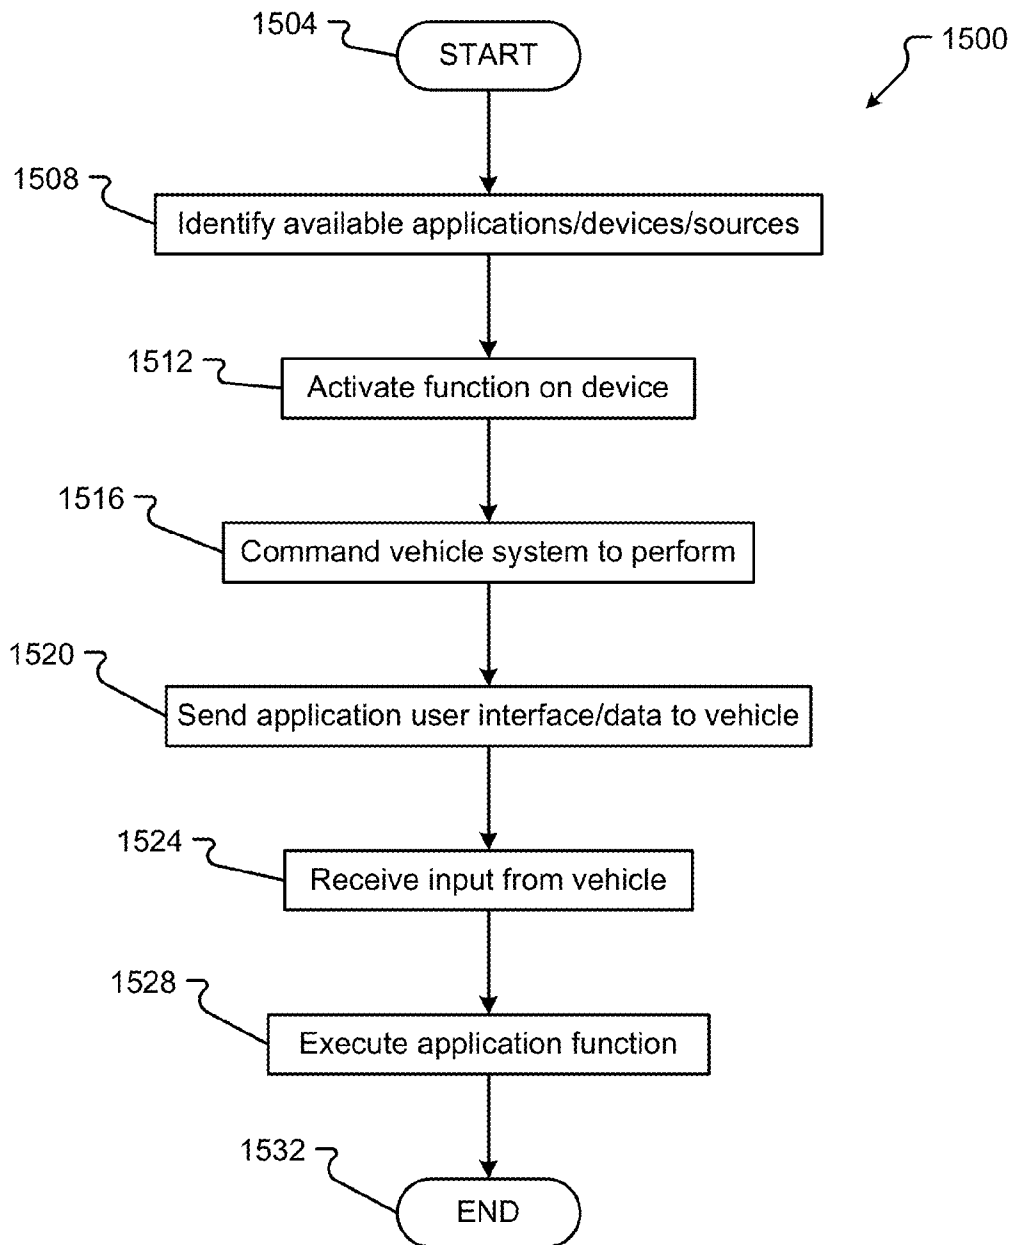 1504
START
1500
1508
Identify available applications/devices/sources
1512
Activate function on device
1516
Command vehicle system to perform
1520
Send application user interface/data to vehicle
1524
Receive input from vehicle
1528
Execute application function
1532
END